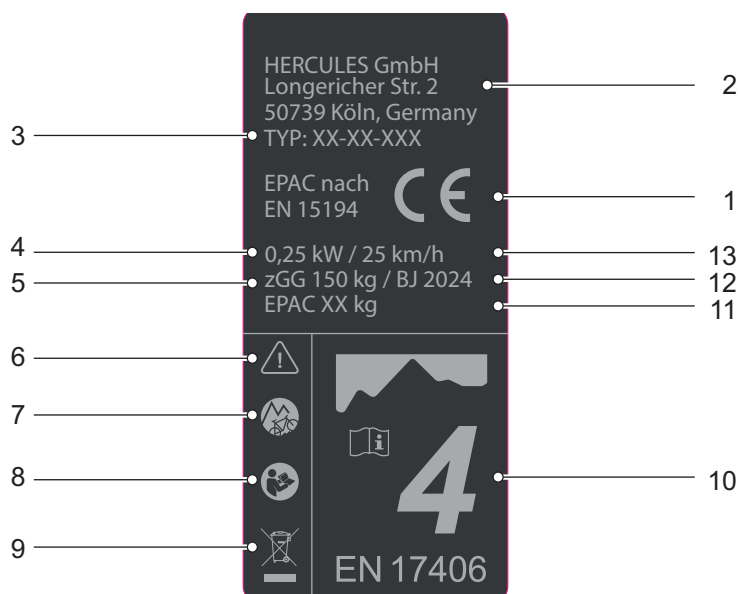 HERCULES GmbH
Longericher Str. 2
50739 Köln, Germany
TYP: XX-XX-XXX
EPAC nach
EN 15194
CE
0,25 kW / 25 km/h
zGG 150 kg / BJ 2024
EPAC XX kg
!
i
4
EN 17406
3
4
5
6
7
8
9
2
1
13
12
11
10